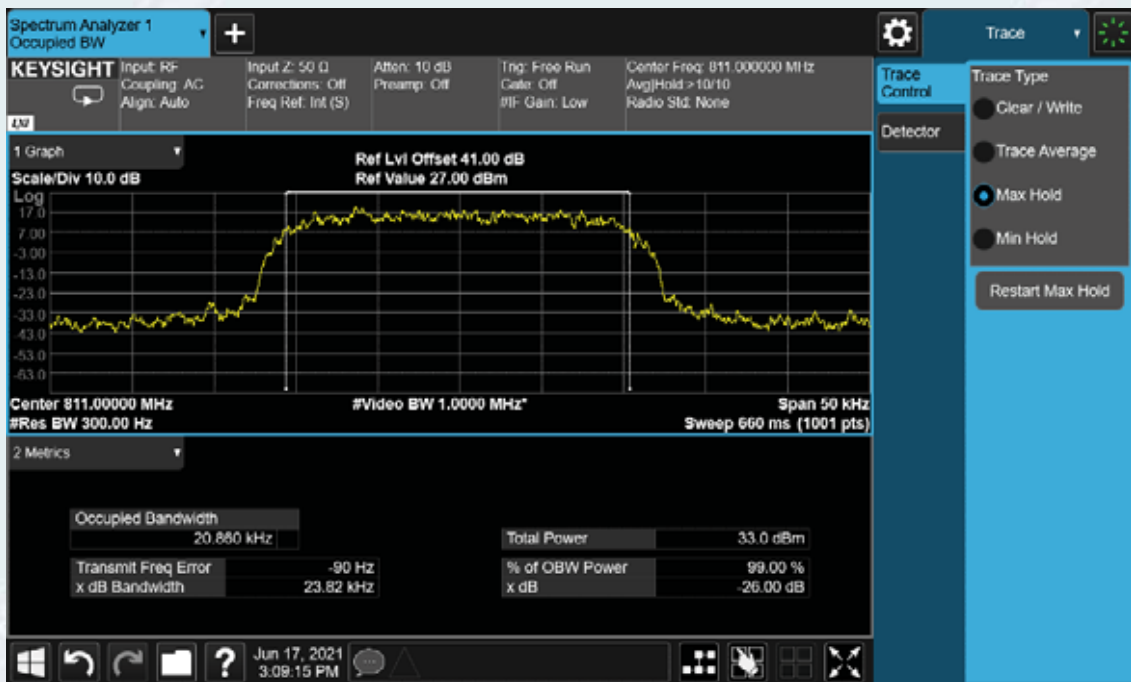 Spectrum Analyzer 1
Occupied BW
+
Trace
KEYSIGHT
Input: RF
Coupling: AC
Align: Auto
Input Z: 50 Ω
Corrections: Off
Freq Ref: Int (S)
Atten: 10 dB
Preamp: Off
Trig: Free Run
Gate: Off
#IF Gain: Low
Center Freq: 811.000000 MHz
Avg|Hold >10/10
Radio Std: None
LXI
Trace
Control
Detector
Trace Type
Clear / Write
Trace Average
Max Hold
Min Hold
Restart Max Hold
1 Graph
Scale/Div 10.0 dB
Ref Lvl Offset 41.00 dB
Ref Value 27.00 dBm
Log
17.0
7.00
-3.00
-13.0
-23.0
-33.0
-43.0
-53.0
-63.0
Center 811.00000 MHz
#Video BW 1.0000 MHz*
Span 50 kHz
#Res BW 300.00 Hz
Sweep 660 ms (1001 pts)
2 Metrics
Occupied Bandwidth
20.860 kHz
Total Power 33.0 dBm
Transmit Freq Error -90 Hz
% of OBW Power 99.00 %
x dB Bandwidth 23.82 kHz
x dB -26.00 dB
?
Jun 17, 2021
3:09:15 PM